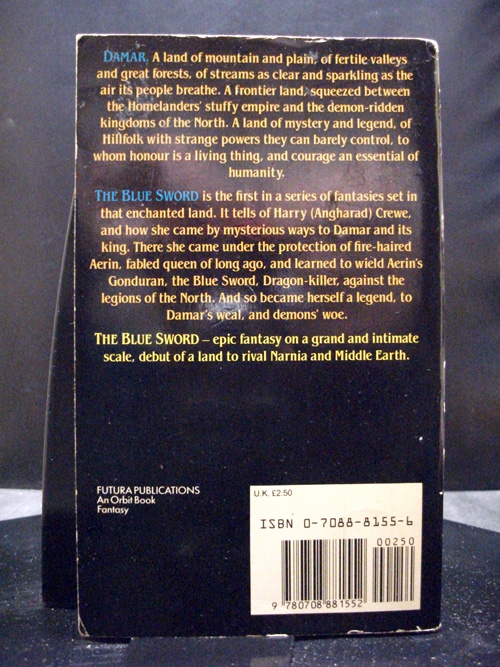 DAMAR. A land of mountain and plain, of fertile valleys
and great forests, of streams as clear and sparkling as the
air its people breathe. A frontier land, squeezed between
the Homelanders' stuffy empire and the demon-ridden
kingdoms of the North. A land of mystery and legend, of
Hillfolk with strange powers they can barely control, to
whom honour is a living thing, and courage an essential of
humanity.
THE BLUE SWORD is the first in a series of fantasies set in
that enchanted land. It tells of Harry (Angharad) Crewe,
and how she came by mysterious ways to Damar and its
king. There she came under the protection of fire-haired
Aerin, fabled queen of long ago, and learned to wield Aerin's
Gonduran, the Blue Sword, Dragon-killer, against the
legions of the North. And so became herself a legend, to
Damar's weal, and demons' woe.
THE BLUE SWORD – epic fantasy on a grand and intimate
scale, debut of a land to rival Narnia and Middle Earth.
FUTURA PUBLICATIONS
An Orbit Book
Fantasy
U.K. £2.50
ISBN 0-7088-8155-6
00250
9 780708 881552